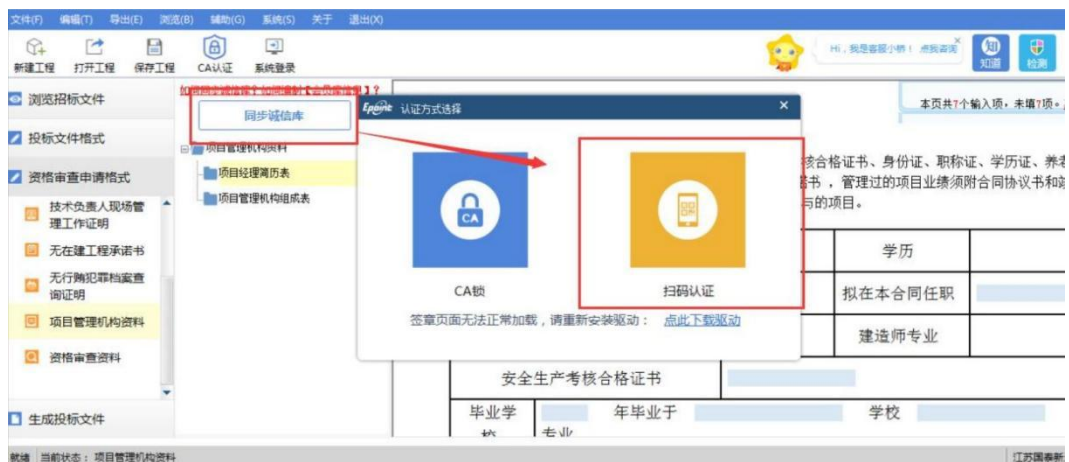 文件(F) 编辑(T) 导出(E) 浏览(B) 辅助(G) 系统(S) 关于 退出(X)
新建工程 打开工程 保存工程 CA认证 系统登录
Hi，我是客服小桥！ 点我咨询
知道 检测
浏览招标文件
投标文件格式
资格审查申请格式
技术负责人现场管
理工作证明
无在建工程承诺书
无行贿犯罪档案查
询证明
项目管理机构资料
资格审查资料
生成投标文件
同步诚信库
项目管理机构资料
项目经理简历表
项目管理机构组成表
Epoint 认证方式选择
CA
CA锁
扫码认证
签章页面无法正常加载，请重新安装驱动： 点此下载驱动
本页共7个输入项，未填7项。
合格证书、身份证、职称证、学历证、养老
书，管理过的项目业绩须附合同协议书和
与的项目。
学历
拟在本合同任职
建造师专业
安全生产考核合格证书
毕业学 年毕业于 学校
专业
就绪 当前状态：项目管理机构资料
江苏国泰新